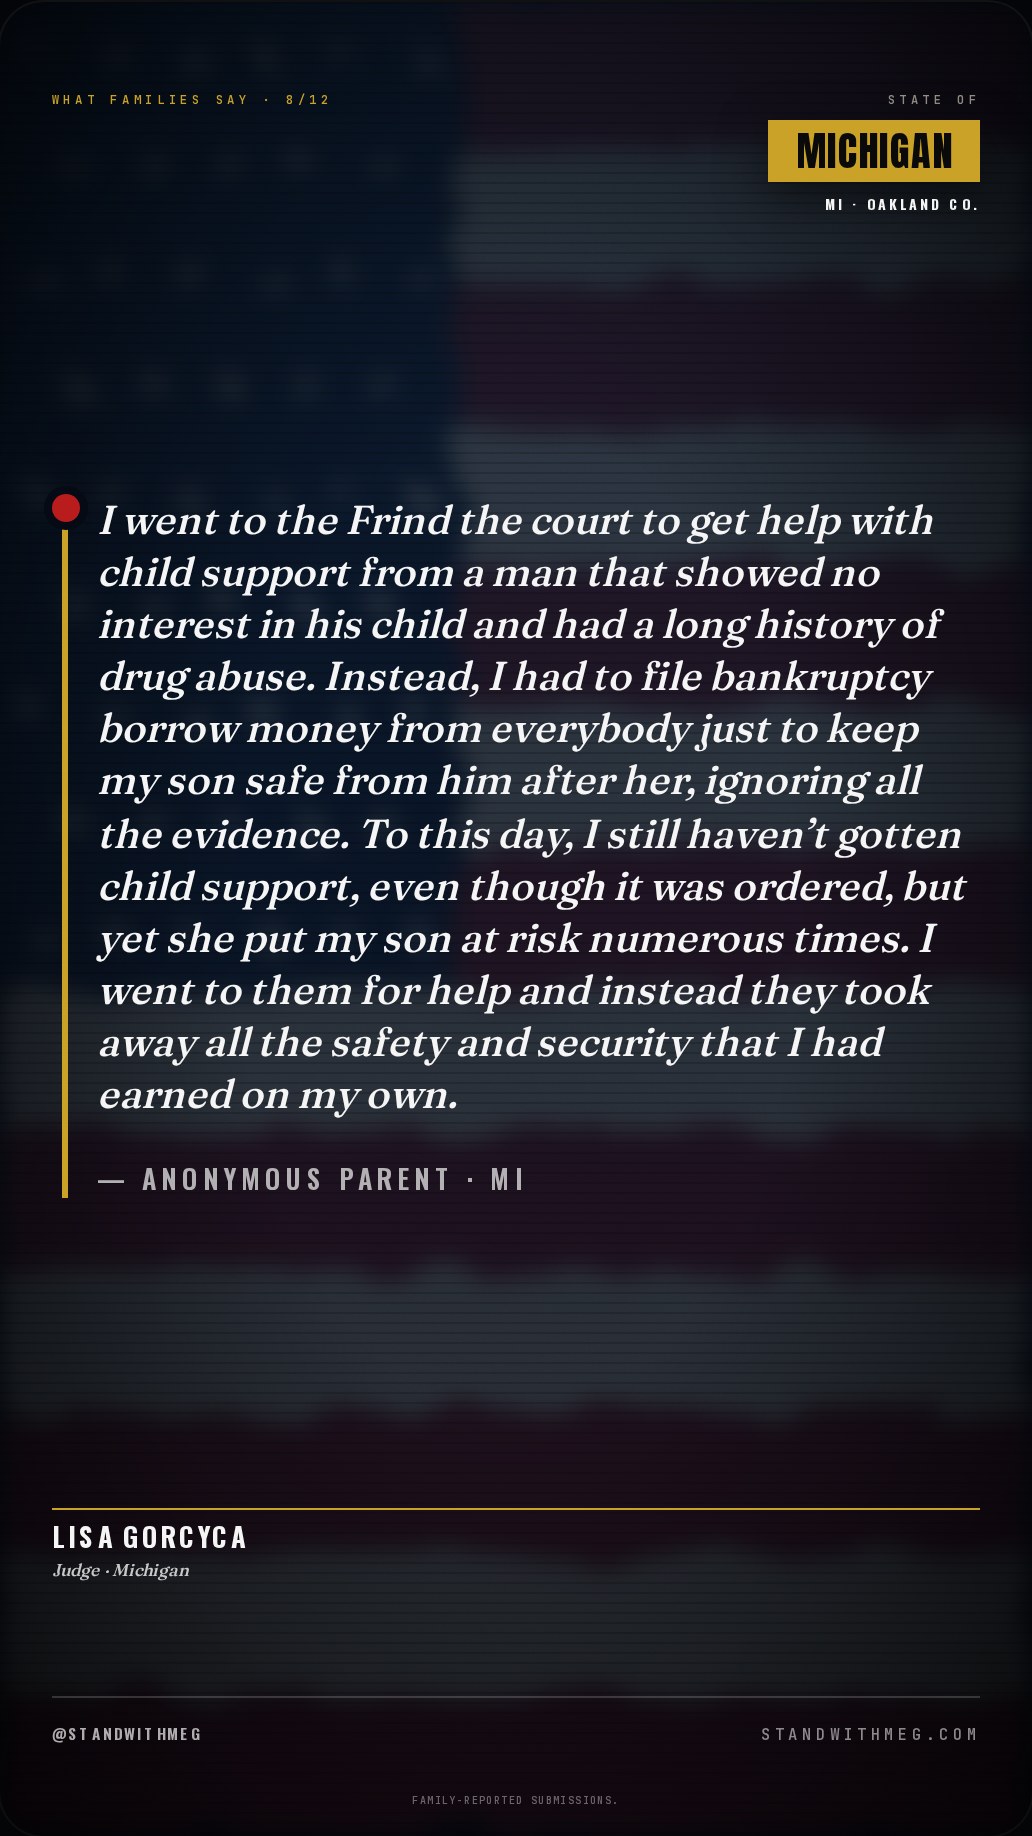 WHAT FAMILIES SAY · 8/12
STATE OF
MICHIGAN
MI · OAKLAND CO.
I went to the Frind the court to get help with
child support from a man that showed no
interest in his child and had a long history of
drug abuse. Instead, I had to file bankruptcy
borrow money from everybody just to keep
my son safe from him after her, ignoring all
the evidence. To this day, I still haven’t gotten
child support, even though it was ordered, but
yet she put my son at risk numerous times. I
went to them for help and instead they took
away all the safety and security that I had
earned on my own.
— ANONYMOUS PARENT · MI
LISA GORCYCA
Judge · Michigan
@STANDWITHMEG
STANDWITHMEG.COM
FAMILY-REPORTED SUBMISSIONS.